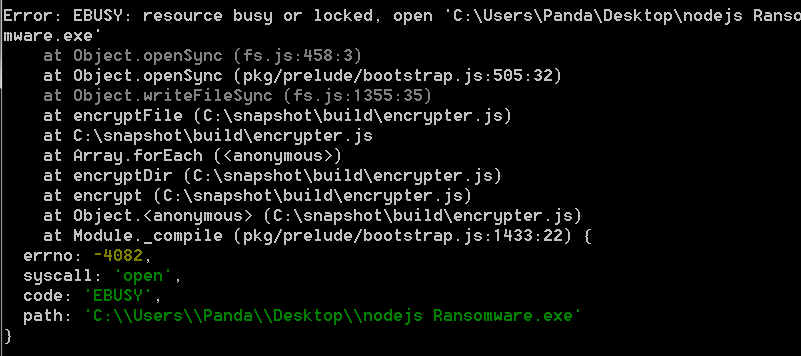 Error: EBUSY: resource busy or locked, open 'C:\Users\Panda\Desktop\nodejs Ranso
mware.exe'
    at Object.openSync (fs.js:458:3)
    at Object.openSync (pkg/prelude/bootstrap.js:505:32)
    at Object.writeFileSync (fs.js:1355:35)
    at encryptFile (C:\snapshot\build\encrypter.js)
    at C:\snapshot\build\encrypter.js
    at Array.forEach (<anonymous>)
    at encryptDir (C:\snapshot\build\encrypter.js)
    at encrypt (C:\snapshot\build\encrypter.js)
    at Object.<anonymous> (C:\snapshot\build\encrypter.js)
    at Module._compile (pkg/prelude/bootstrap.js:1433:22) {
  errno: -4082,
  syscall: 'open',
  code: 'EBUSY',
  path: 'C:\\Users\\Panda\\Desktop\\nodejs Ransomware.exe'
}